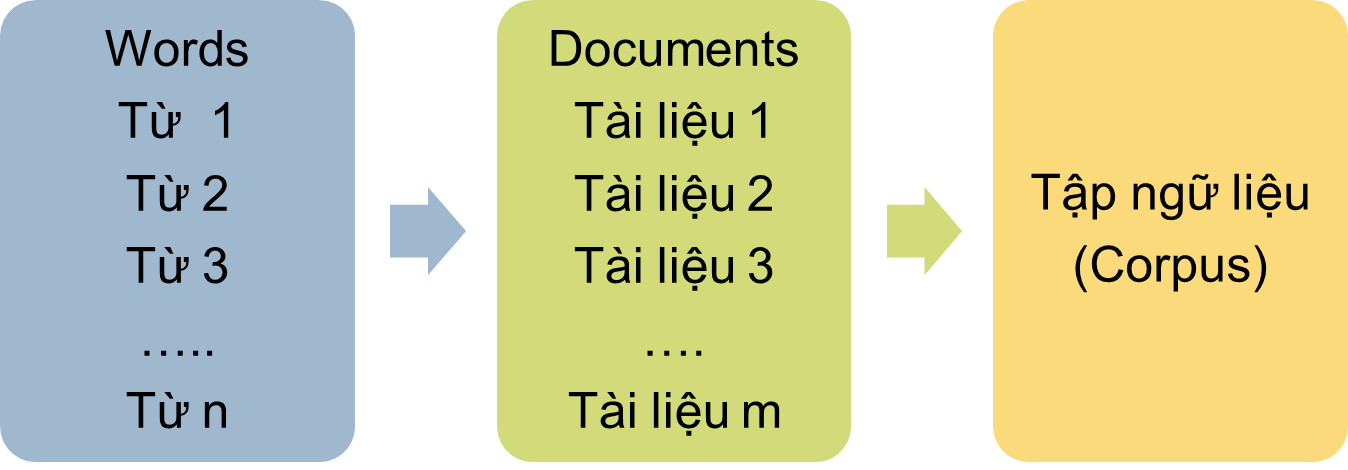 Words
Từ  1
Từ 2
Từ 3
…..
Từ n
Documents
Tài liệu 1
Tài liệu 2
Tài liệu 3
….
Tài liệu m
Tập ngữ liệu
(Corpus)